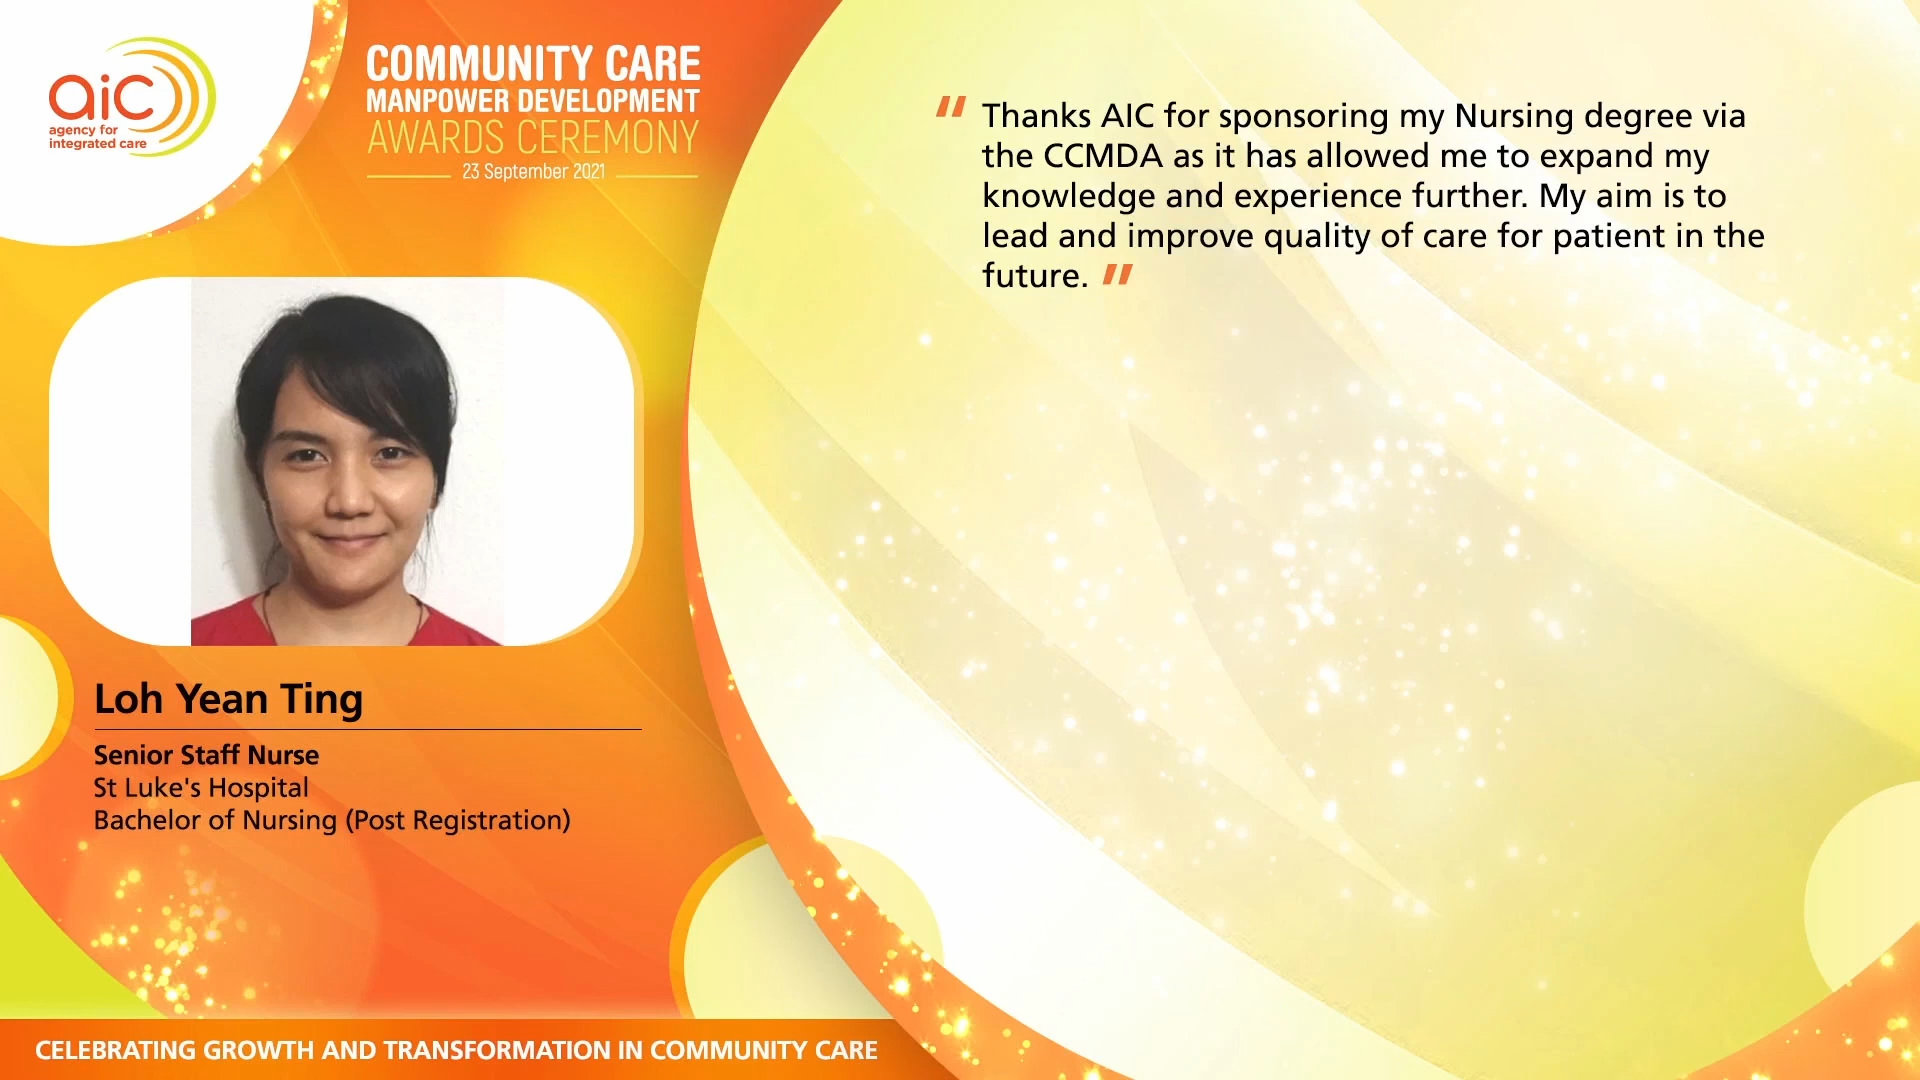 aic
agency for
integrated care
COMMUNITY CARE
MANPOWER DEVELOPMENT
AWARDS CEREMONY
23 September 2021
Loh Yean Ting
Senior Staff Nurse
St Luke's Hospital
Bachelor of Nursing (Post Registration)
"Thanks AIC for sponsoring my Nursing degree via
the CCMDA as it has allowed me to expand my
knowledge and experience further. My aim is to
lead and improve quality of care for patient in the
future."
CELEBRATING GROWTH AND TRANSFORMATION IN COMMUNITY CARE